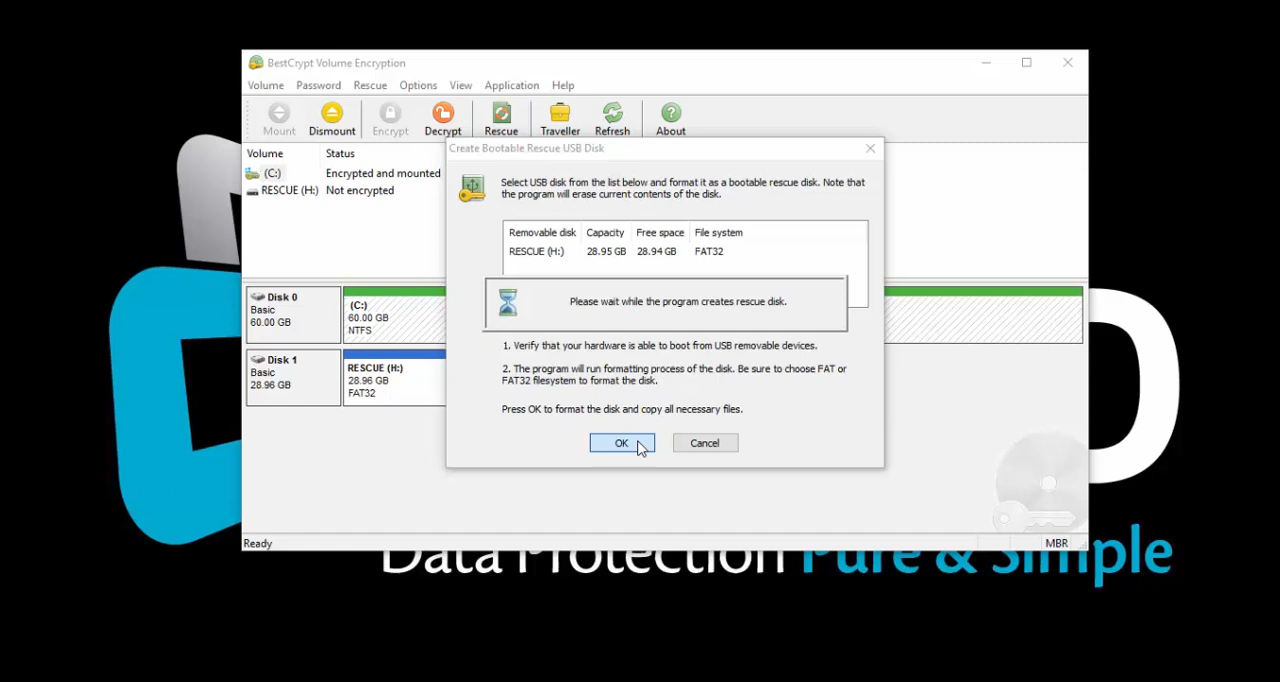 BestCrypt Volume Encryption
Volume Password Rescue Options View Application Help
Mount Dismount Encrypt Decrypt Rescue Traveller Refresh About
Volume Status
(C:) Encrypted and mounted
RESCUE (H:) Not encrypted
Create Bootable Rescue USB Disk
Select USB disk from the list below and format it as a bootable rescue disk. Note that
the program will erase current contents of the disk.
Removable disk Capacity Free space File system
RESCUE (H:) 28.95 GB 28.94 GB FAT32
Please wait while the program creates rescue disk.
1. Verify that your hardware is able to boot from USB removable devices.
2. The program will run formatting process of the disk. Be sure to choose FAT or
FAT32 filesystem to format the disk.
Press OK to format the disk and copy all necessary files.
OK Cancel
Disk 0
Basic
60.00 GB
(C:)
60.00 GB
NTFS
Disk 1
Basic
28.96 GB
RESCUE (H:)
28.96 GB
FAT32
Ready MBR
Data Protection Pure & Simple